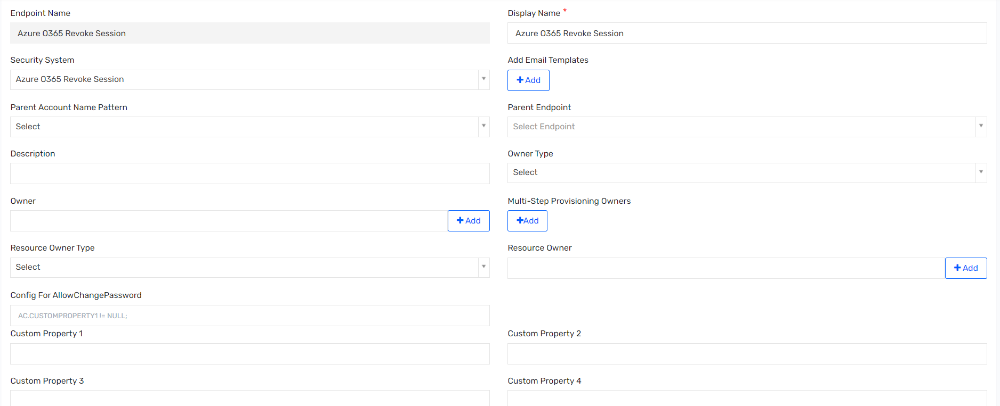 Endpoint Name
Display Name *
Azure O365 Revoke Session
Azure O365 Revoke Session
Security System
Add Email Templates
Azure O365 Revoke Session
Add
Parent Account Name Pattern
Parent Endpoint
Select
Select Endpoint
Description
Owner Type
Select
Owner
Multi-Step Provisioning Owners
Add
Add
Resource Owner Type
Resource Owner
Select
Add
Config For AllowChangePassword
AC.CUSTOMPROPERTY1 != NULL;
Custom Property 1
Custom Property 2
Custom Property 3
Custom Property 4